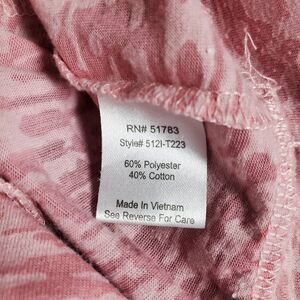 RN# 51783
Style# 512I-T223
60% Polyester
40% Cotton
Made In Vietnam
See Reverse For Care